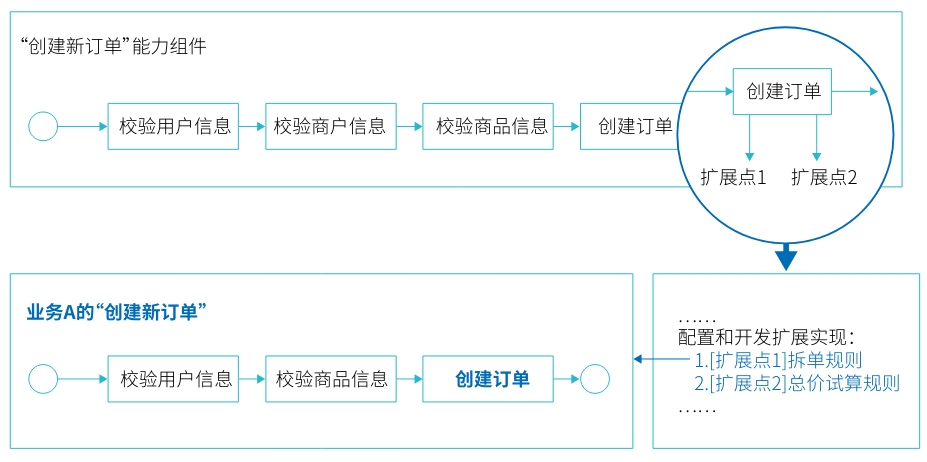 “创建新订单”能力组件
校验用户信息
校验商户信息
校验商品信息
创建订单
创建订单
扩展点1
扩展点2
业务A的“创建新订单”
校验用户信息
校验商品信息
创建订单
……
配置和开发扩展实现：
1.[扩展点1]拆单规则
2.[扩展点2]总价试算规则
……